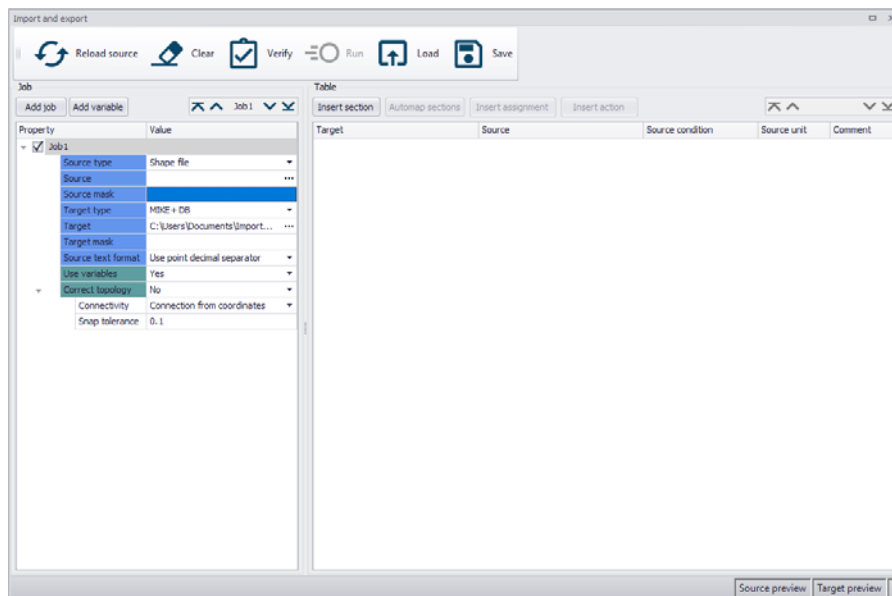 Import and export
Reload source Clear Verify Run Load Save
Job
Add job Add variable Job1
Property Value
Job1
Source type Shape file
Source ...
Source mask
Target type MIKE+DB
Target C:\Users\Documents\Import... ...
Target mask
Source text format Use point decimal separator
Use variables Yes
Correct topology No
Connectivity Connection from coordinates
Snap tolerance 0.1
Table
Insert section Automap sections Insert assignment Insert action
Target Source Source condition Source unit Comment
Source preview Target preview